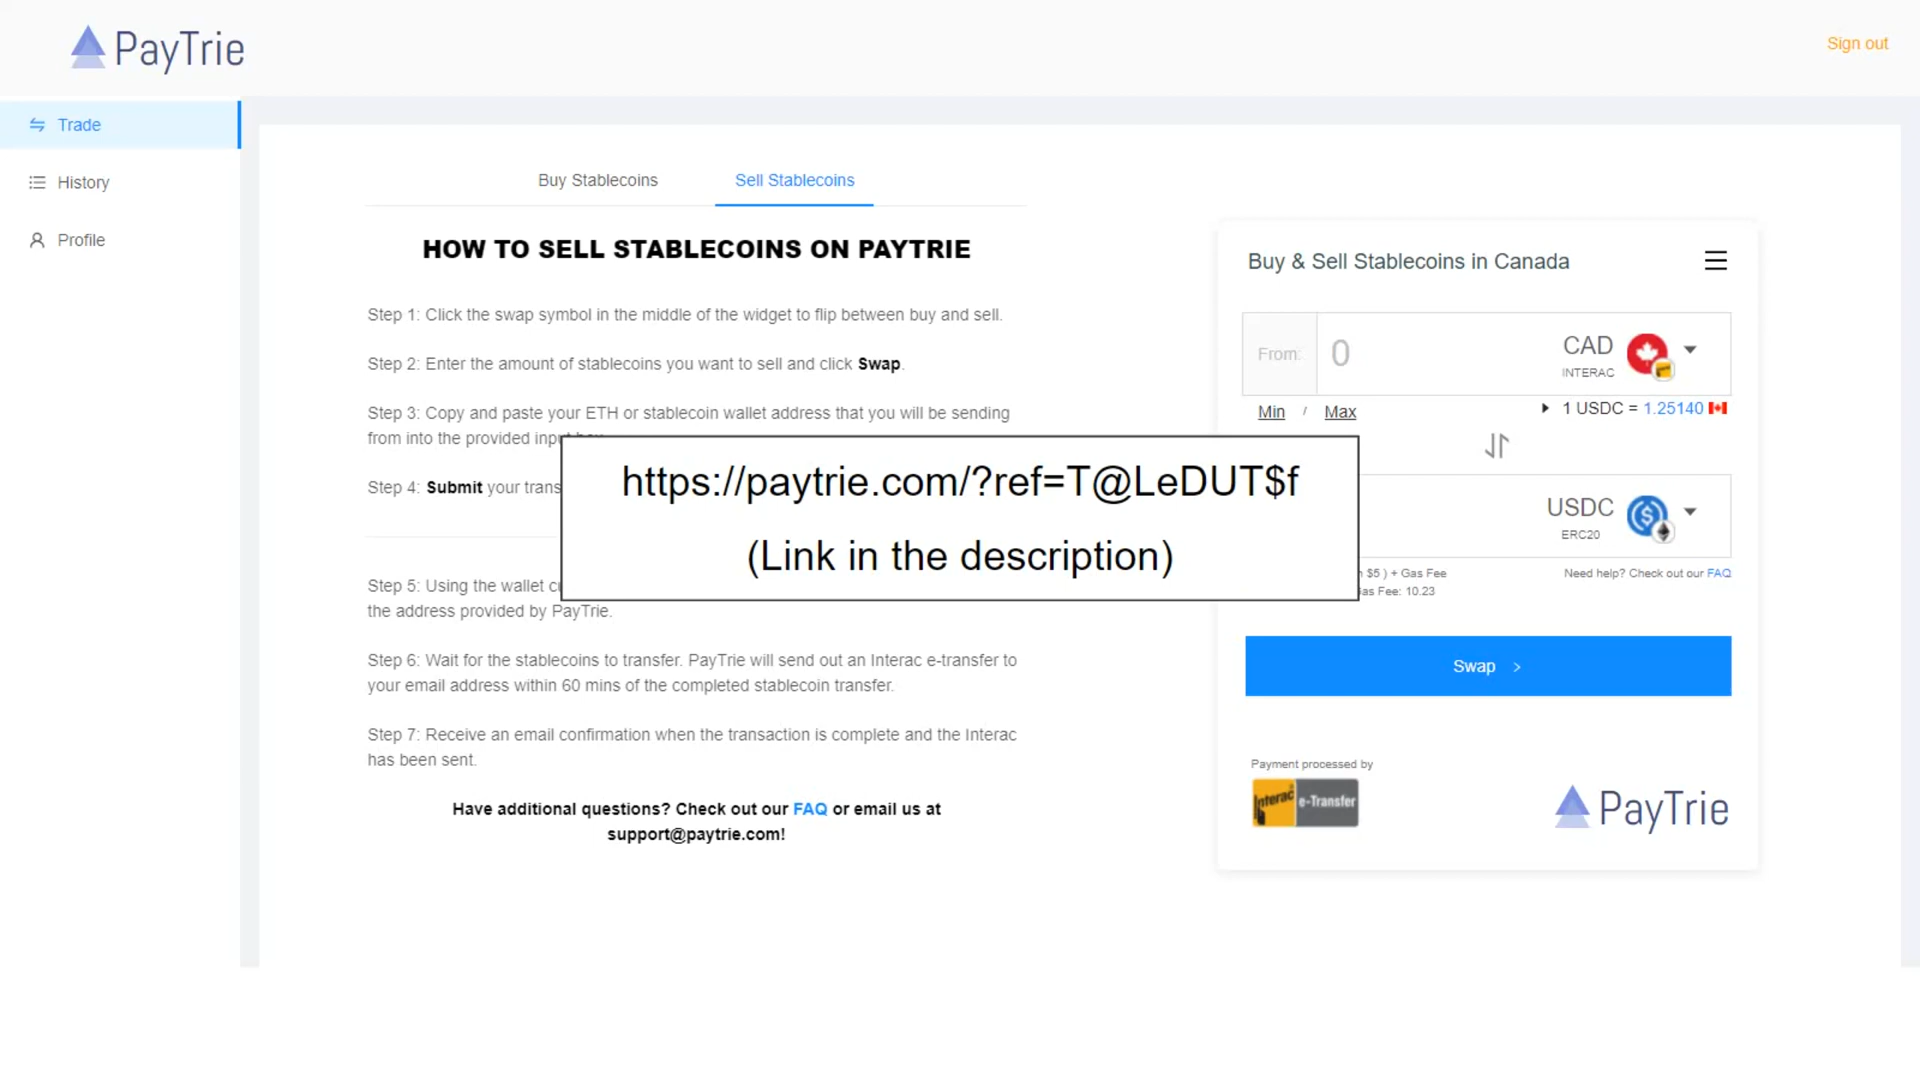 PayTrie
Sign out
Trade
History
Profile
Buy Stablecoins
Sell Stablecoins
HOW TO SELL STABLECOINS ON PAYTRIE
Step 1: Click the swap symbol in the middle of the widget to flip between buy and sell.
Step 2: Enter the amount of stablecoins you want to sell and click Swap.
Step 3: Copy and paste your ETH or stablecoin wallet address that you will be sending
from into the provided
Step 4: Submit your
Step 5: Using the wallet
the address provided by PayTrie.
Step 6: Wait for the stablecoins to transfer. PayTrie will send out an Interac e-transfer to
your email address within 60 mins of the completed stablecoin transfer.
Step 7: Receive an email confirmation when the transaction is complete and the Interac
has been sent.
Have additional questions? Check out our FAQ or email us at
support@paytrie.com!
https://paytrie.com/?ref=T@LeDUT$f
(Link in the description)
Buy & Sell Stablecoins in Canada
From:
0
CAD
INTERAC
Min / Max
1 USDC = 1.25140
USDC
ERC20
$5 ) + Gas Fee
Fee: 10.23
Need help? Check out our FAQ
Swap >
Payment processed by
Interac e-Transfer
PayTrie